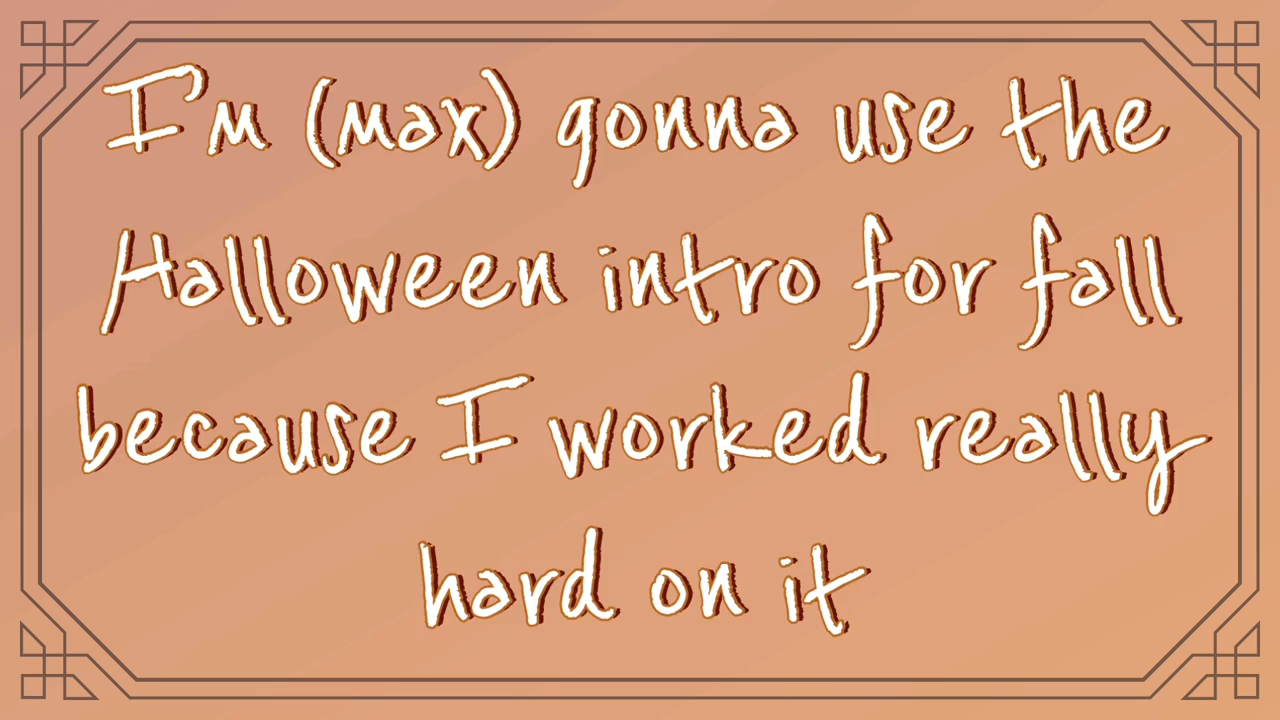 I'm (max) gonna use the
Halloween intro for fall
because I worked really
hard on it